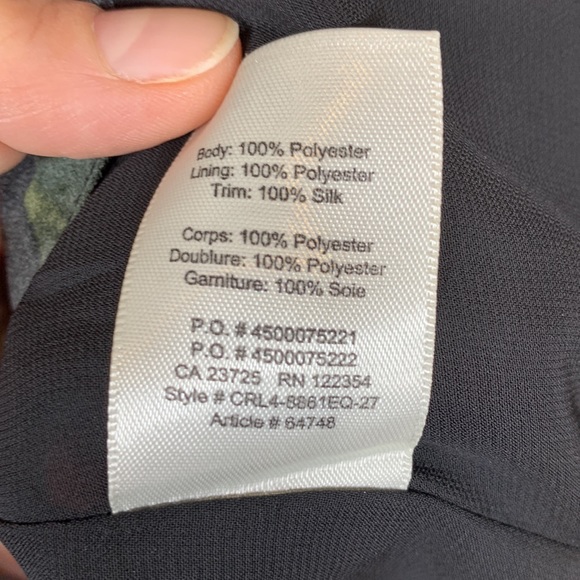 Body: 100% Polyester
Lining: 100% Polyester
Trim: 100% Silk
Corps: 100% Polyester
Doublure: 100% Polyester
Garniture: 100% Soie
P.O. # 4500075221
P.O. # 4500075222
CA 23725 RN 122354
Style # CRL4-8861EQ-27
Article # 64748